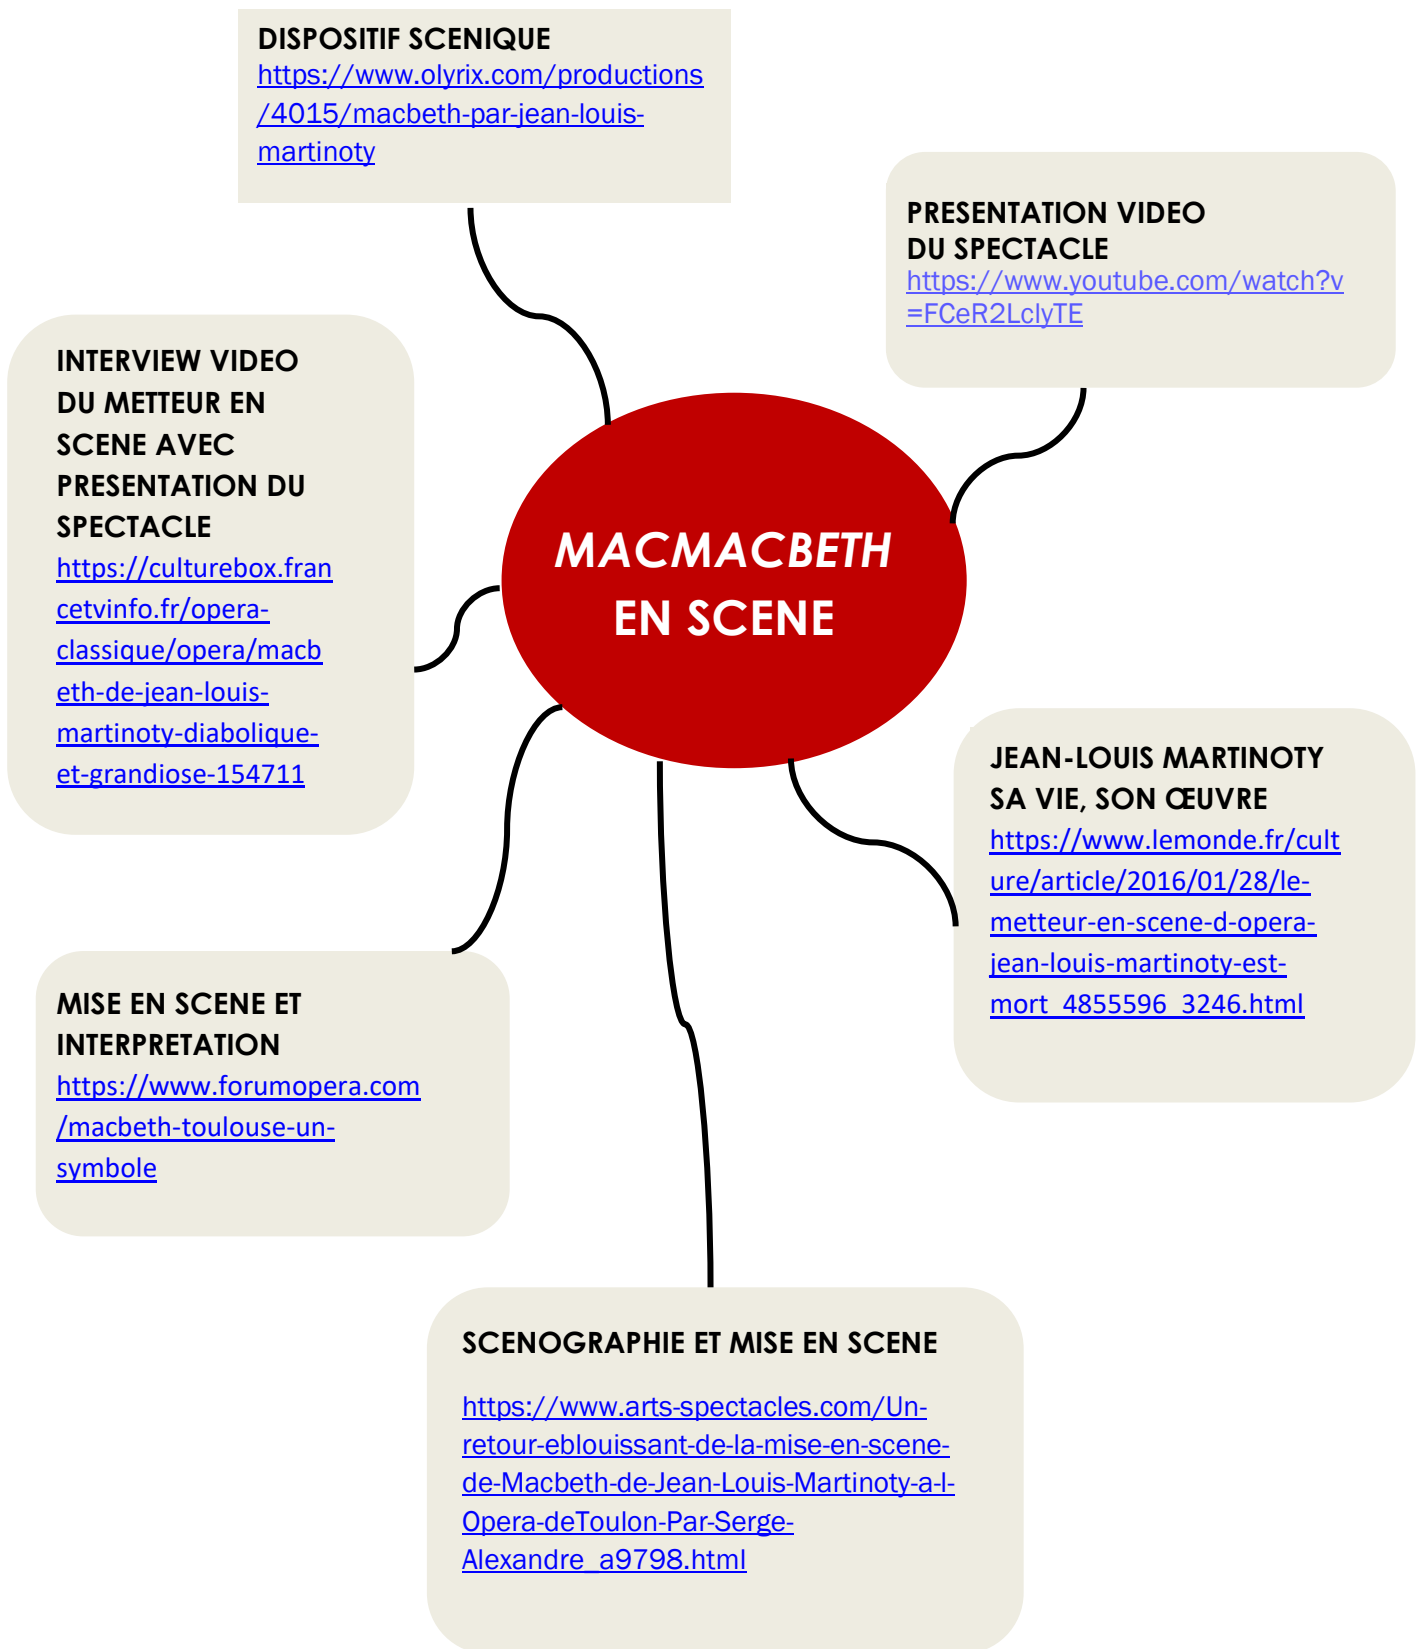 DISPOSITIF SCENIQUE
https://www.olyrix.com/productions
/4015/macbeth-par-jean-louis-
martinoty
PRESENTATION VIDEO
DU SPECTACLE
https://www.youtube.com/watch?v
=FCeR2LclyTE
INTERVIEW VIDEO
DU METTEUR EN
SCENE AVEC
PRESENTATION DU
SPECTACLE
https://culturebox.fran
cetvinfo.fr/opera-
classique/opera/macb
eth-de-jean-louis-
martinoty-diabolique-
et-grandiose-154711
MACMACBETH
EN SCENE
JEAN-LOUIS MARTINOTY
SA VIE, SON ŒUVRE
https://www.lemonde.fr/cult
ure/article/2016/01/28/le-
metteur-en-scene-d-opera-
jean-louis-martinoty-est-
mort_4855596_3246.html
MISE EN SCENE ET
INTERPRETATION
https://www.forumopera.com
/macbeth-toulouse-un-
symbole
SCENOGRAPHIE ET MISE EN SCENE
https://www.arts-spectacles.com/Un-
retour-eblouissant-de-la-mise-en-scene-
de-Macbeth-de-Jean-Louis-Martinoty-a-l-
Opera-deToulon-Par-Serge-
Alexandre_a9798.html